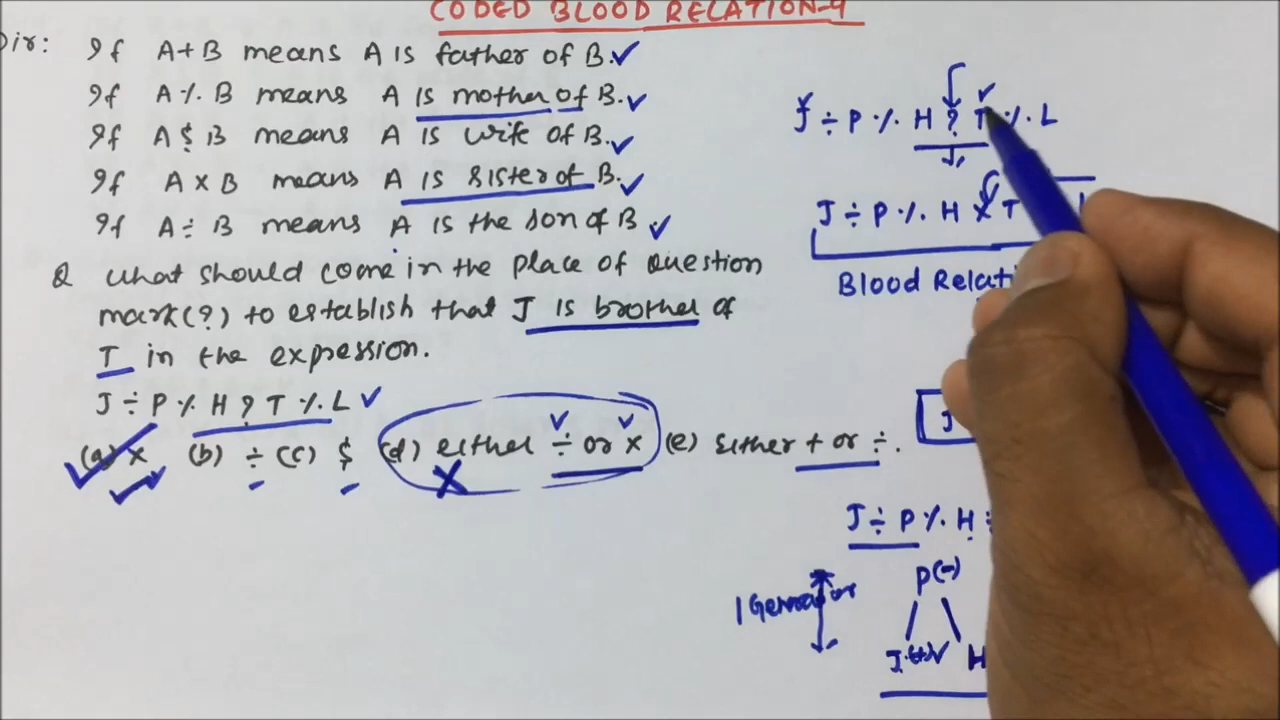 CODED BLOOD RELATION-4
Dir: If A+B means A is father of B.
If A % B means A is mother of B.
If A $ B means A is wife of B.
If A × B means A is sister of B.
If A ÷ B means A is the son of B
Q What should come in the place of Question
mark(?) to establish that J is brother of
T in the expression.
J ÷ P % H ? T % L
(a) × (b) ÷ (c) $ (d) either ÷ or × (e) Either + or ÷.
J ÷ P % H ? T % L
J ÷ P % H × T
Blood Relati
J
J ÷ P % H
P(-)
1 Generation
J(+) H